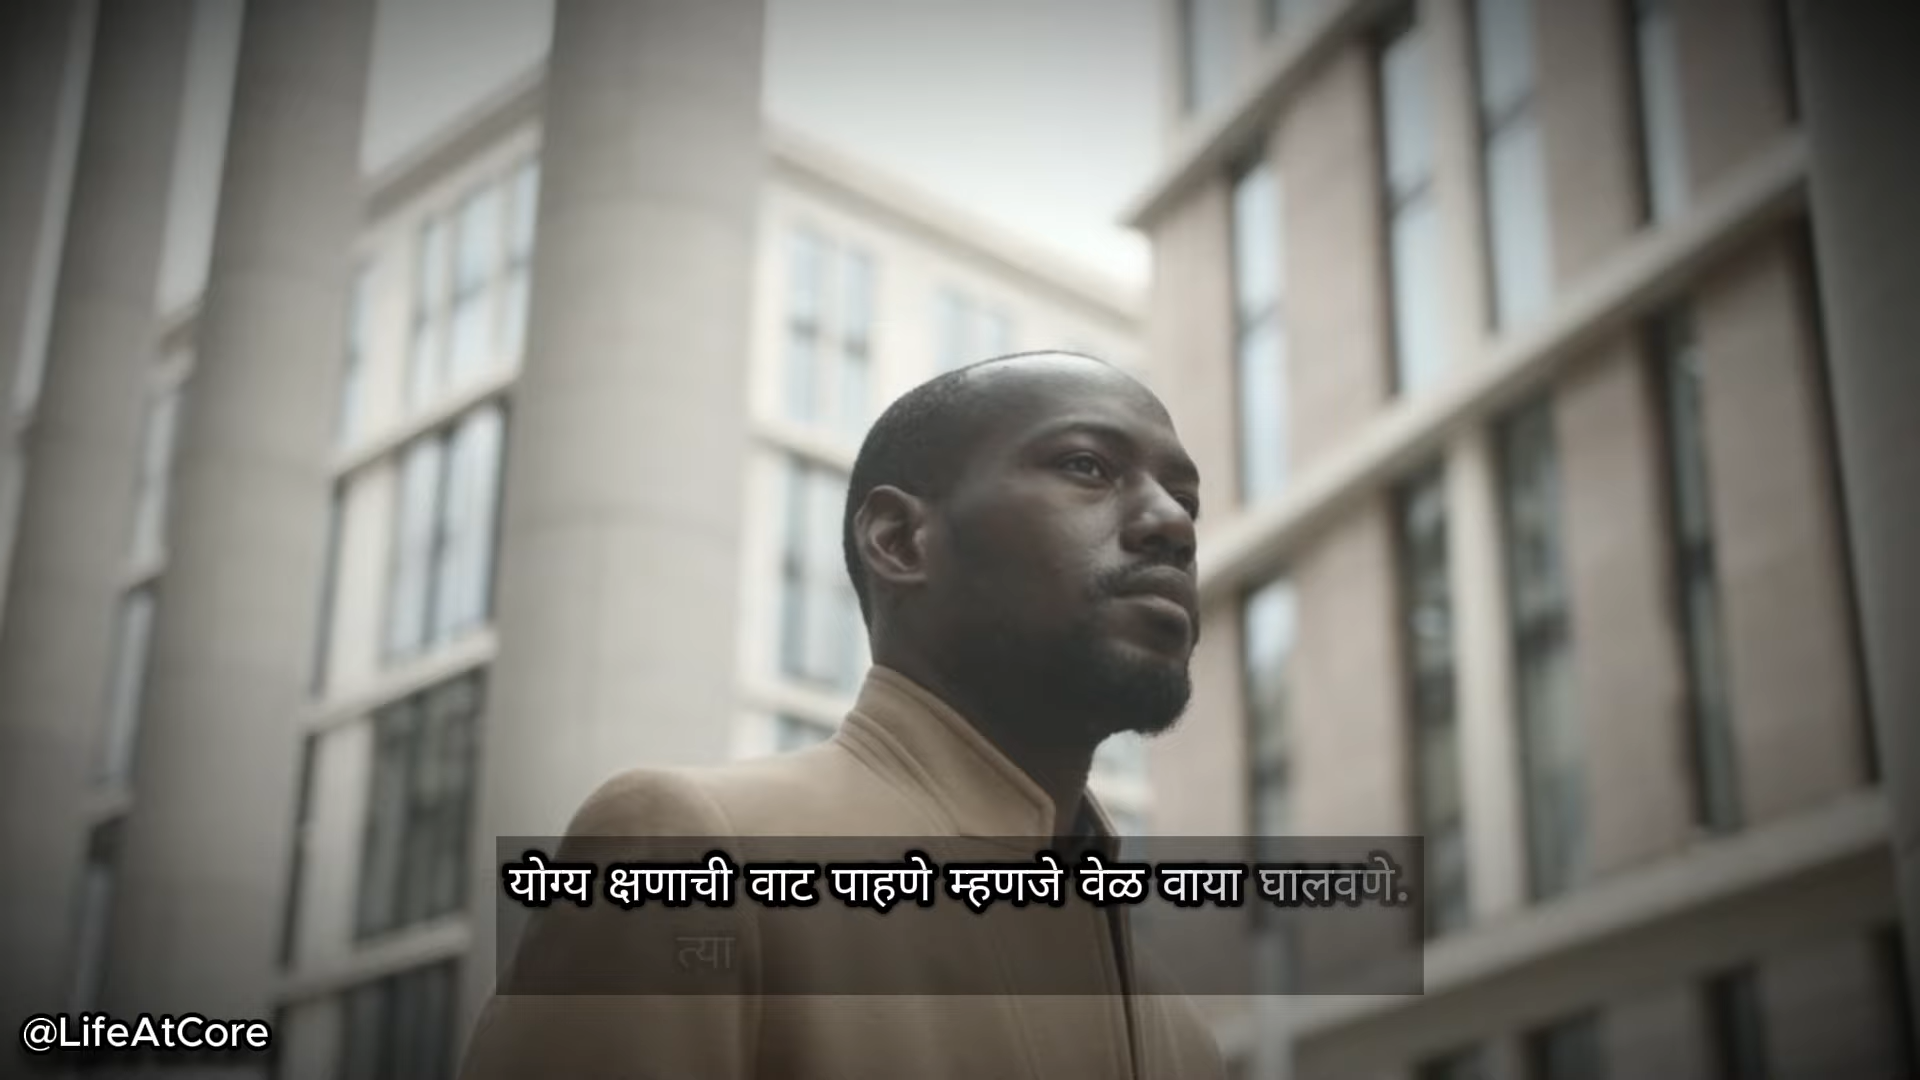 योग्य क्षणाची वाट पाहणे म्हणजे वेळ वाया घालवणे.
त्या
@LifeAtCore